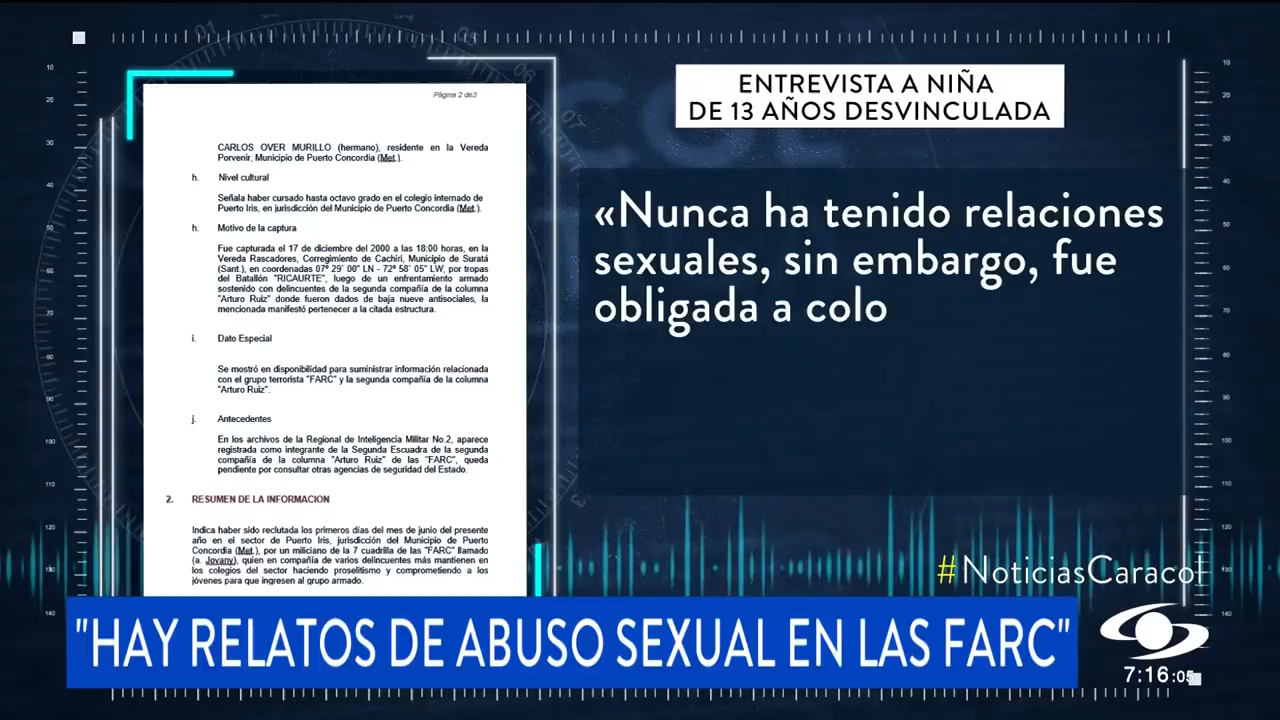 Página 2 de3
CARLOS OVER MURILLO (hermano), residente en la Vereda
Porvenir, Municipio de Puerto Concordia (Met.).
h. Nivel cultural
Señala haber cursado hasta octavo grado en el colegio internado de
Puerto Iris, en jurisdicción del Municipio de Puerto Concordia (Met.).
h. Motivo de la captura
Fue capturada el 17 de diciembre del 2000 a las 18:00 horas, en la
Vereda Rascadores, Corregimiento de Cachiri, Municipio de Suratá
(Sant.), en coordenadas 07º 29´ 00" LN - 72º 58´ 05" LW, por tropas
del Batallón "RICAURTE", luego de un enfrentamiento armado
sostenido con delincuentes de la segunda compañía de la columna
"Arturo Ruiz" donde fueron dados de baja nueve antisociales, la
mencionada manifestó pertenecer a la citada estructura.
i. Dato Especial
Se mostró en disponibilidad para suministrar información relacionada
con el grupo terrorista "FARC" y la segunda compañía de la columna
"Arturo Ruiz".
j. Antecedentes
En los archivos de la Regional de Inteligencia Militar No.2, aparece
registrada como integrante de la Segunda Escuadra de la segunda
compañía de la columna "Arturo Ruiz" de las "FARC", queda
pendiente por consultar otras agencias de seguridad del Estado.
2. RESUMEN DE LA INFORMACION
Indica haber sido reclutada los primeros días del mes de junio del presente
año en el sector de Puerto Iris, jurisdicción del Municipio de Puerto
Concordia (Met.), por un miliciano de la 7 cuadrilla de las "FARC" llamado
(a. Jovany), quien en compañía de varios delincuentes más mantienen en
los colegios del sector haciendo proselitismo y comprometiendo a los
jóvenes para que ingresen al grupo armado.
ENTREVISTA A NIÑA
DE 13 AÑOS DESVINCULADA
«Nunca ha tenido relaciones
sexuales, sin embargo, fue
obligada a colo
#NoticiasCaracol
"HAY RELATOS DE ABUSO SEXUAL EN LAS FARC"
7:16:05